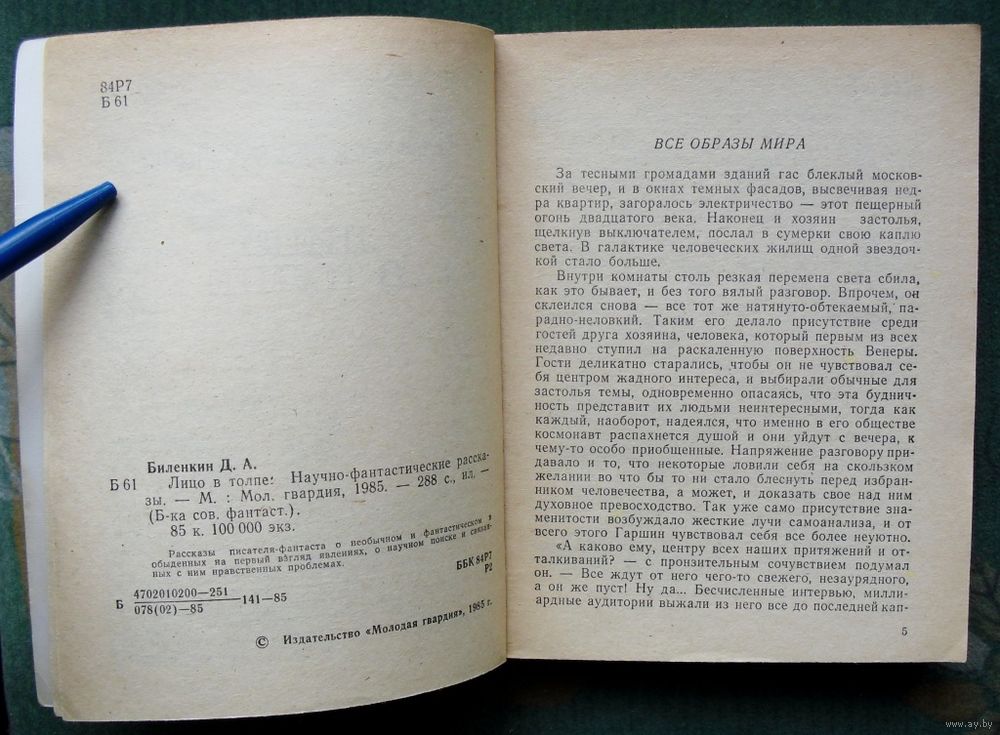 84Р7
Б 61
Биленкин Д. А.
Б 61 Лицо в толпе: Научно-фантастические расска-
зы. — М. : Мол. гвардия, 1985. — 288 с., ил. —
(Б-ка сов. фантаст.).
85 к. 100 000 экз.
Рассказы писателя-фантаста о необычном и фантастическом в
обыденных на первый взгляд явлениях, о научном поиске и связан-
ных с ним нравственных проблемах.
Б 4702010200—251
078(02)—85 —141—85
ББК 84Р7
Р2
© Издательство «Молодая гвардия», 1985 г.
ВСЕ ОБРАЗЫ МИРА
За тесными громадами зданий гас блеклый москов-
ский вечер, и в окнах темных фасадов, высвечивая нед-
ра квартир, загоралось электричество — этот пещерный
огонь двадцатого века. Наконец и хозяин застолья,
щелкнув выключателем, послал в сумерки свою каплю
света. В галактике человеческих жилищ одной звездоч-
кой стало больше.
Внутри комнаты столь резкая перемена света сбила,
как это бывает, и без того вялый разговор. Впрочем, он
склеился снова — все тот же натянуто-обтекаемый, па-
радно-неловкий. Таким его делало присутствие среди
гостей друга хозяина, человека, который первым из всех
недавно ступил на раскаленную поверхность Венеры.
Гости деликатно старались, чтобы он не чувствовал се-
бя центром жадного интереса, и выбирали обычные для
застолья темы, одновременно опасаясь, что эта будnич-
ность представит их людьми неинтересными, тогда как
каждый, наоборот, надеялся, что именно в его обществе
космонавт распахнется душой и они уйдут с вечера, к
чему-то особо приобщенные. Напряжение разговору при-
давало и то, что некоторые ловили себя на скользком
желании во что бы то ни стало блеснуть перед избран-
ником человечества, а может, и доказать свое над ним
духовное превосходство. Так уже само присутствие зна-
менитости возбуждало жесткие лучи самоанализа, и от
всего этого Гаршин чувствовал себя все более неуютно.
«А каково ему, центру всех наших притяжений и от-
талкиваний? — с пронзительным сочувствием подумал
он. — Все ждут от него чего-то свежего, незаурядного,
а он же пуст! Ну да... Бесчисленные интервью, милли-
ардные аудитории выжали из него все до последней кап-
5
www.ay.by